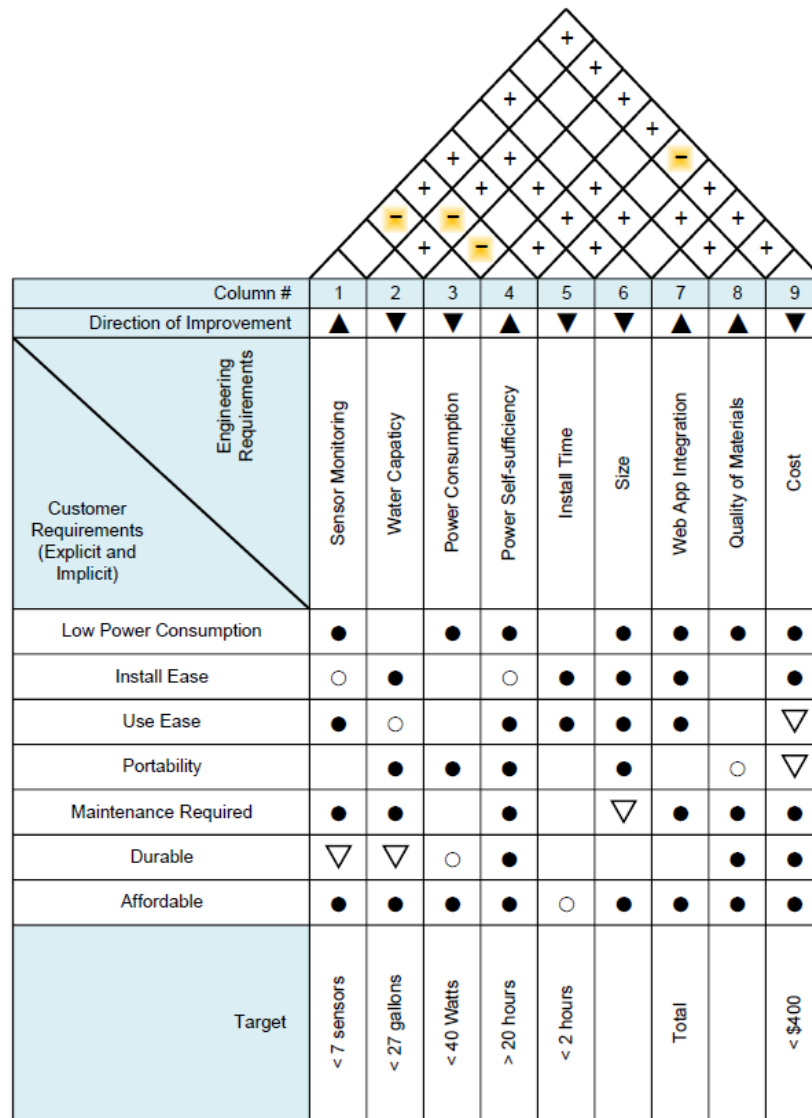 +
+
+ +
+
+ + −
+ + + + +
− − + + + +
+ − + + + +
Column # 1 2 3 4 5 6 7 8 9
Direction of Improvement ▲ ▼ ▼ ▲ ▼ ▼ ▲ ▲ ▼
Engineering
Requirements
Customer
Requirements
(Explicit and
Implicit)
Sensor Monitoring
Water Capaticy
Power Consumption
Power Self-sufficiency
Install Time
Size
Web App Integration
Quality of Materials
Cost
Low Power Consumption ● ● ● ● ● ● ●
Install Ease ○ ● ○ ● ● ● ●
Use Ease ● ○ ● ● ● ● ▽
Portability ● ● ● ● ○ ▽
Maintenance Required ● ● ● ▽ ● ● ●
Durable ▽ ▽ ○ ● ● ●
Affordable ● ● ● ● ○ ● ● ● ●
Target
< 7 sensors
< 27 gallons
< 40 Watts
> 20 hours
< 2 hours
Total
< $400